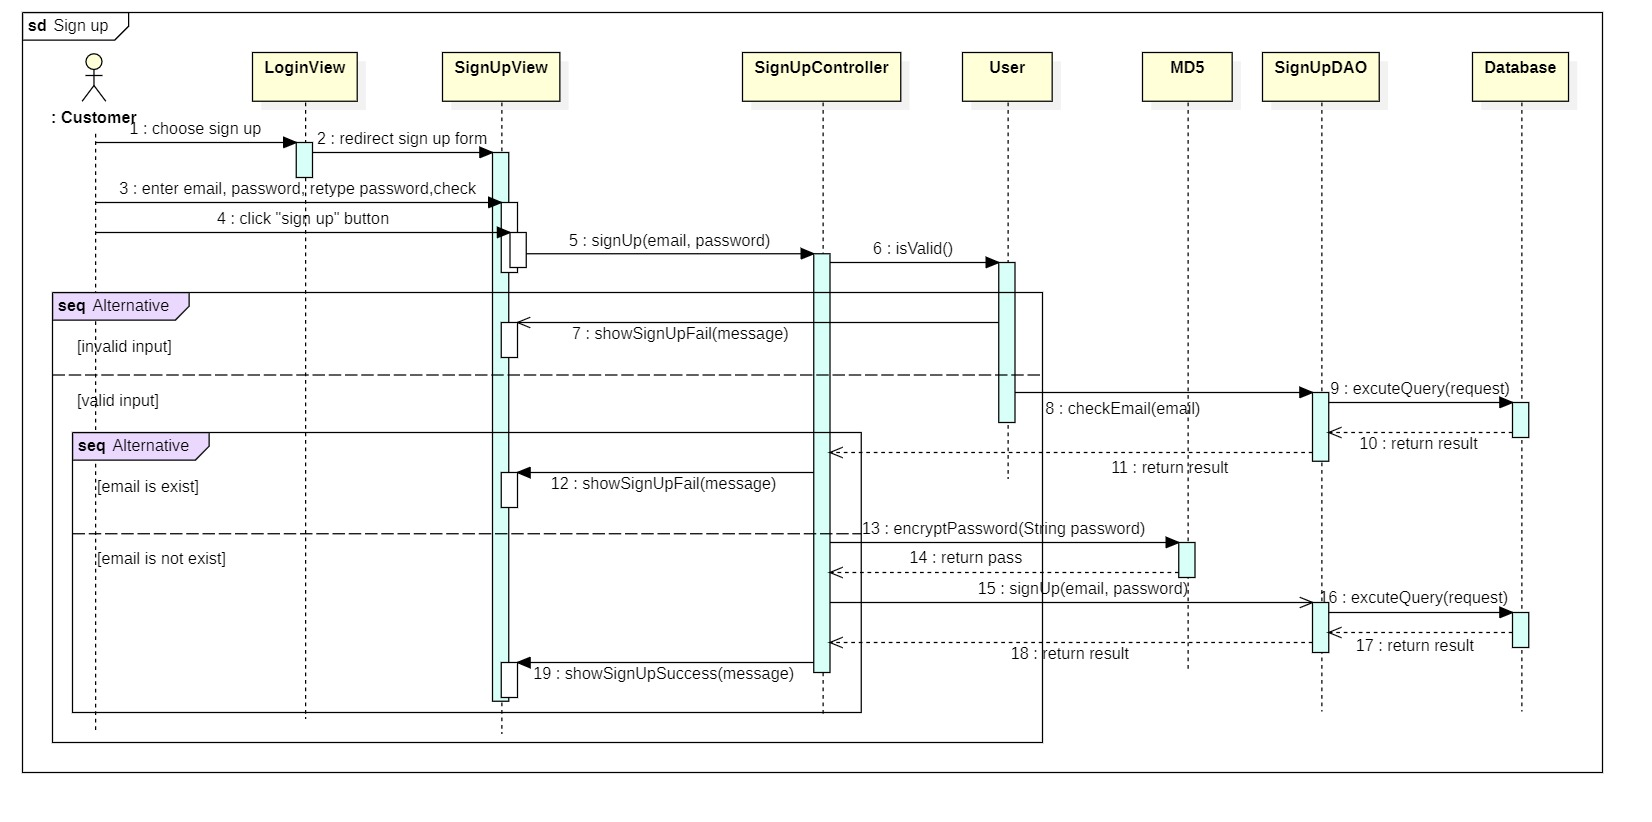 sd Sign up
: Customer
LoginView
SignUpView
SignUpController
User
MD5
SignUpDAO
Database
1 : choose sign up
2 : redirect sign up form
3 : enter email, password, retype password,check
4 : click "sign up" button
5 : signUp(email, password)
6 : isValid()
seq Alternative
[invalid input]
7 : showSignUpFail(message)
[valid input]
8 : checkEmail(email)
9 : excuteQuery(request)
10 : return result
11 : return result
seq Alternative
[email is exist]
12 : showSignUpFail(message)
[email is not exist]
13 : encryptPassword(String password)
14 : return pass
15 : signUp(email, password)
16 : excuteQuery(request)
17 : return result
18 : return result
19 : showSignUpSuccess(message)